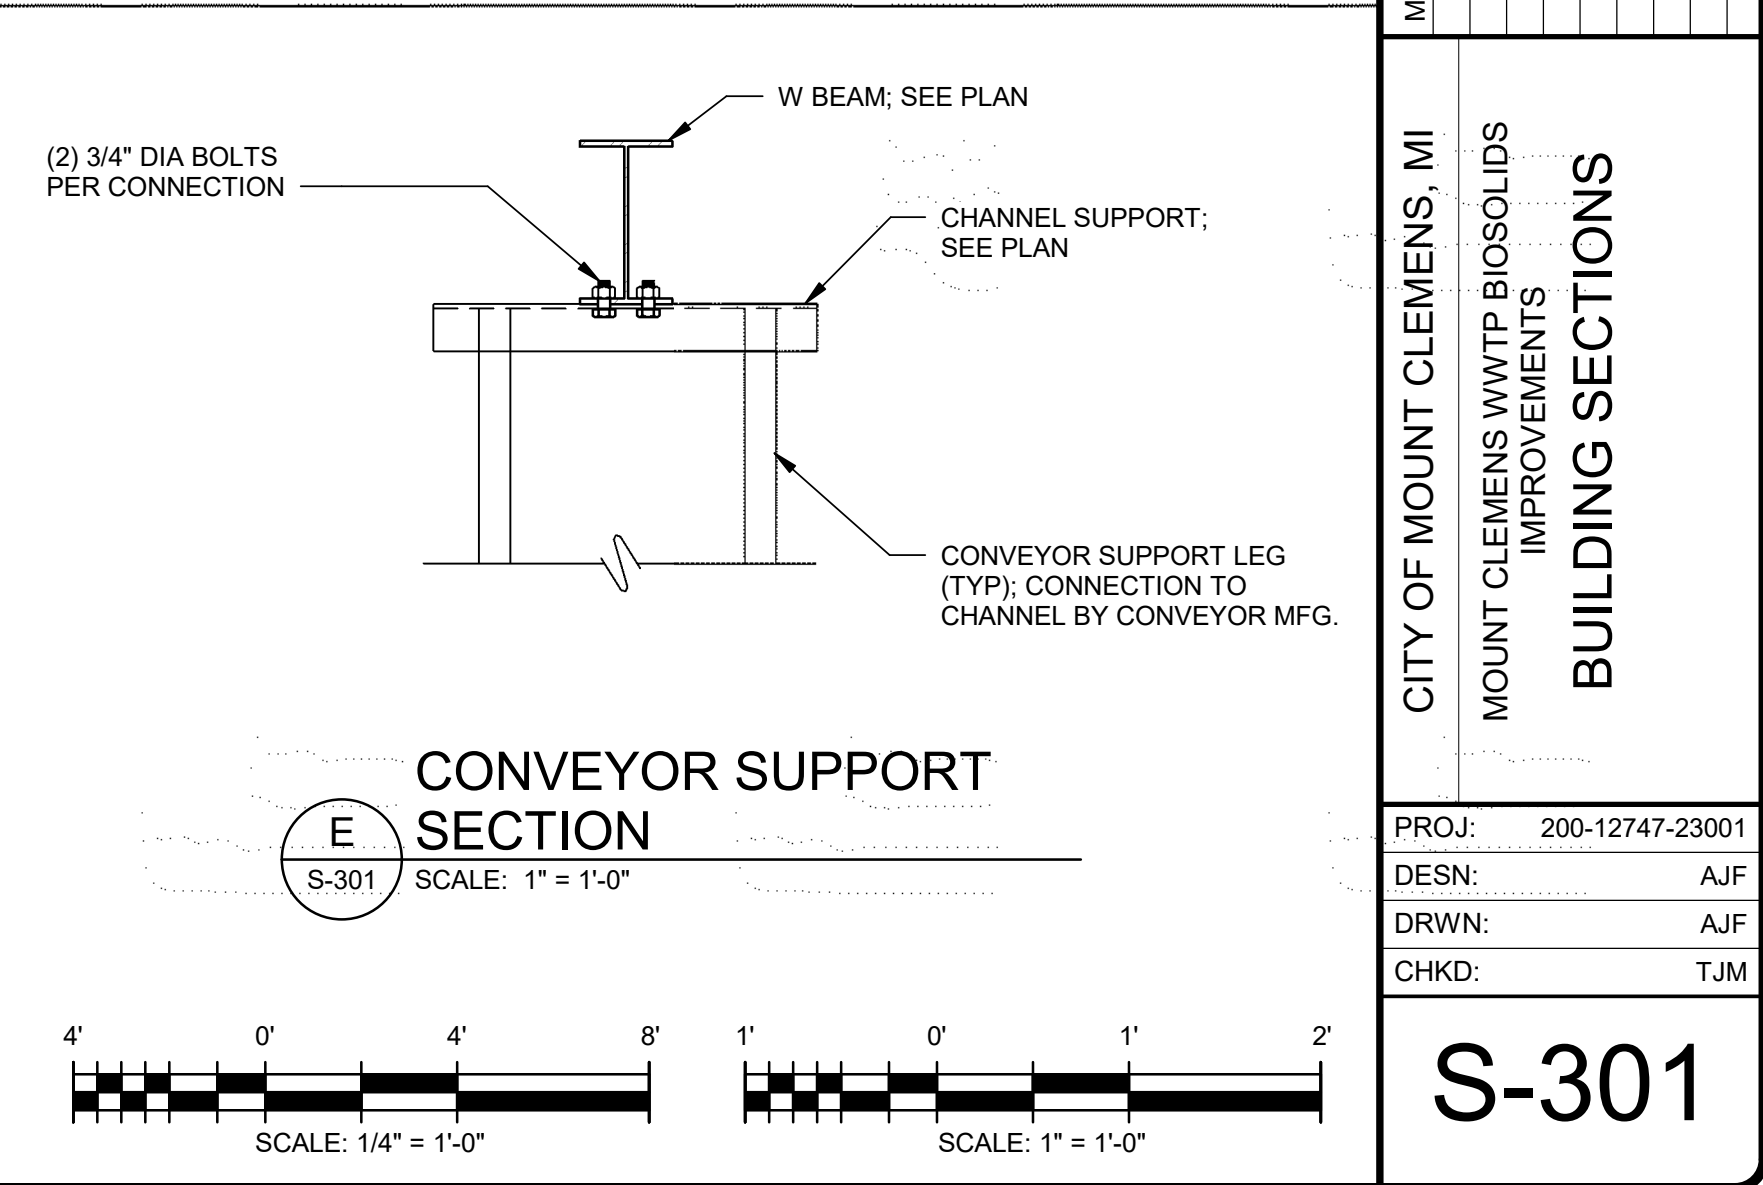 W BEAM; SEE PLAN
(2) 3/4" DIA BOLTS
PER CONNECTION
CHANNEL SUPPORT;
SEE PLAN
CONVEYOR SUPPORT LEG
(TYP); CONNECTION TO
CHANNEL BY CONVEYOR MFG.
CONVEYOR SUPPORT
SECTION
E
S-301
SCALE: 1" = 1'-0"
4' 0' 4' 8'
SCALE: 1/4" = 1'-0"
1' 0' 1' 2'
SCALE: 1" = 1'-0"
M
CITY OF MOUNT CLEMENS, MI
MOUNT CLEMENS WWTP BIOSOLIDS
IMPROVEMENTS
BUILDING SECTIONS
PROJ: 200-12747-23001
DESN: AJF
DRWN: AJF
CHKD: TJM
S-301